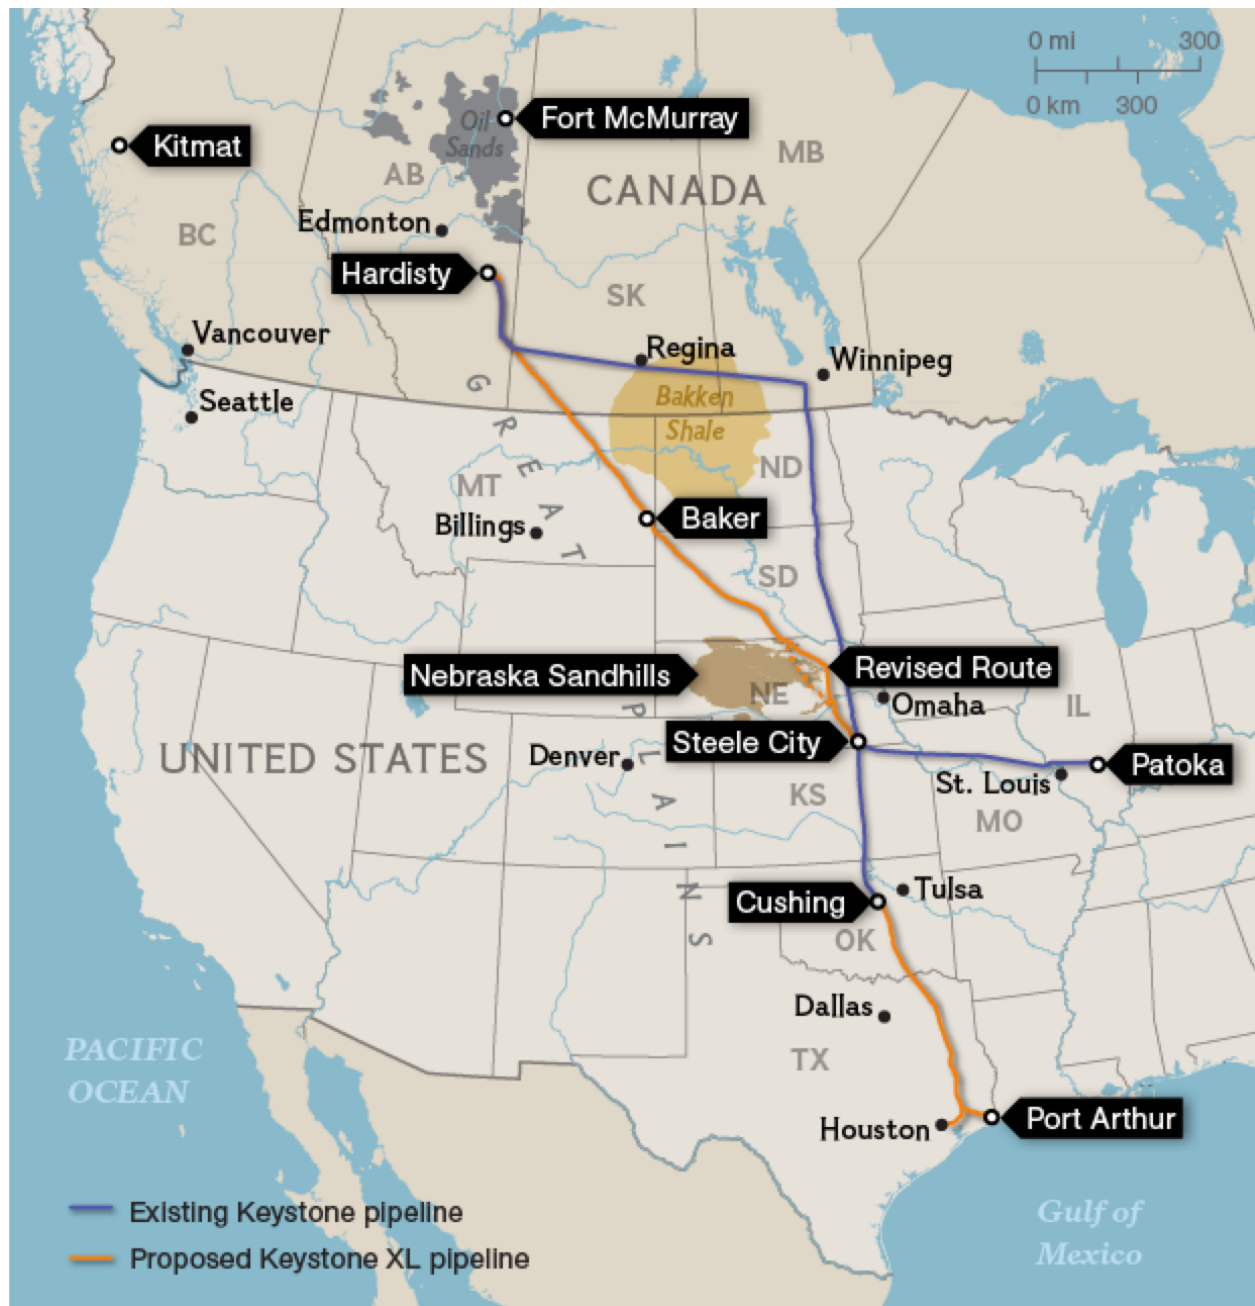 0 mi 300
0 km 300
Fort McMurray
Oil
Sands
Kitmat
MB
AB
CANADA
Edmonton
BC
Hardisty
SK
Vancouver
Regina
Winnipeg
Seattle
Bakken
Shale
GREAT PLAINS
ND
MT
Baker
Billings
SD
Nebraska Sandhills
Revised Route
NE
Omaha
IL
Steele City
UNITED STATES
Denver
Patoka
St. Louis
KS
MO
Tulsa
Cushing
OK
Dallas
PACIFIC
OCEAN
TX
Port Arthur
Houston
Existing Keystone pipeline
Proposed Keystone XL pipeline
Gulf of
Mexico